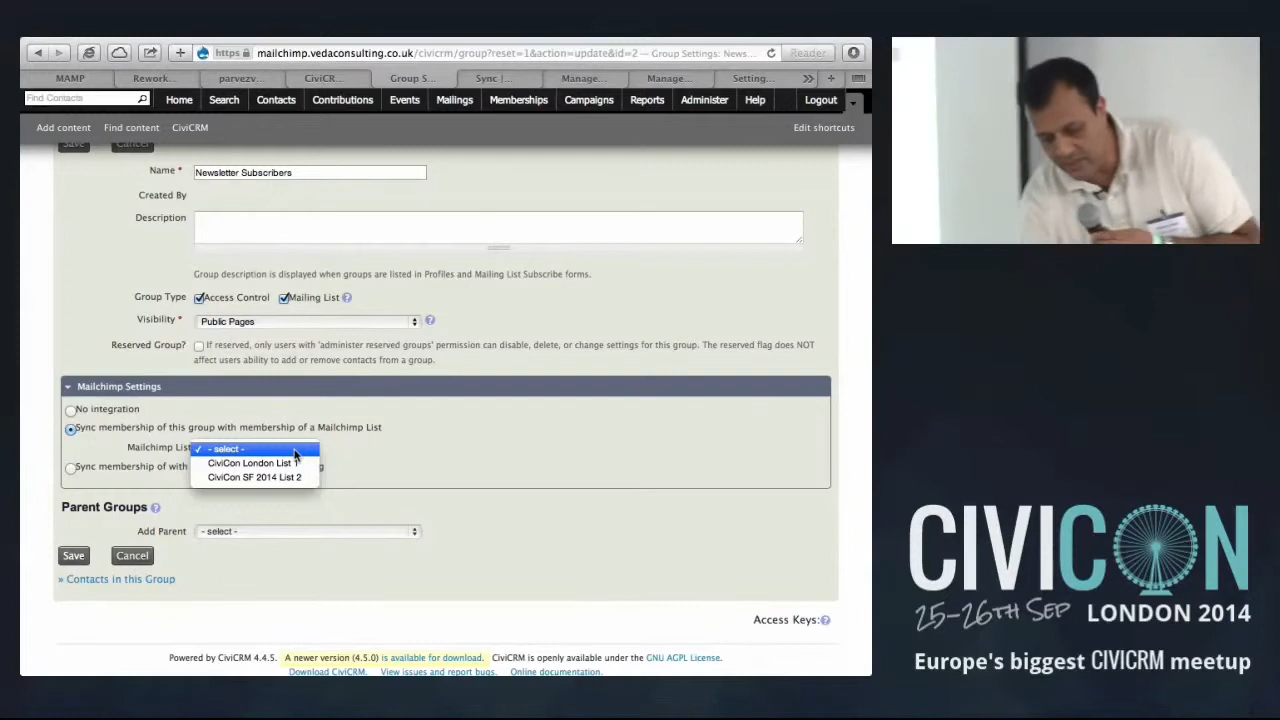 https mailchimp.vedaconsulting.co.uk/civicrm/group?reset=1&action=update&id=2 — Group Settings: News... Reader
MAMP Rework... parvezv... CiviCR... Group S... Sync |... Manage... Manage... Setting...
Find Contacts Home Search Contacts Contributions Events Mailings Memberships Campaigns Reports Administer Help Logout
Add content Find content CiviCRM Edit shortcuts
Save Cancel
Name * Newsletter Subscribers
Created By
Description
Group description is displayed when groups are listed in Profiles and Mailing List Subscribe forms.
Group Type Access Control Mailing List
Visibility * Public Pages
Reserved Group? If reserved, only users with 'administer reserved groups' permission can disable, delete, or change settings for this group. The reserved flag does NOT
affect users ability to add or remove contacts from a group.
Mailchimp Settings
No integration
Sync membership of this group with membership of a Mailchimp List
Mailchimp List - select -
CiviCon London List 1
Sync membership of with
CiviCon SF 2014 List 2
Parent Groups
Add Parent - select -
Save Cancel
» Contacts in this Group
Access Keys:
Powered by CiviCRM 4.4.5. A newer version (4.5.0) is available for download. CiviCRM is openly available under the GNU AGPL License.
Download CiviCRM. View issues and report bugs. Online documentation.
CIVICON
25-26TH SEP LONDON 2014
Europe's biggest CIVICRM meetup